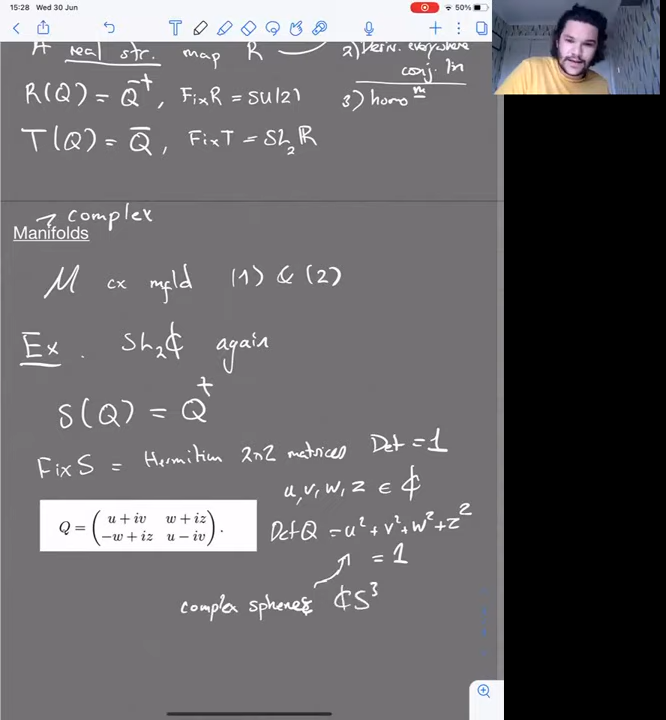 15:28 Wed 30 Jun
50%
A real str. map R
2) Deriv. everywhere
conj. lin
3) homo m
R(Q) = Q̄^-†, Fix R = SU(2)
T(Q) = Q̄, Fix T = SL₂ℝ
→ complex
Manifolds
M cx mfld (1) & (2)
Ex. SL₂ℂ again
S(Q) = Q†
Fix S = Hermitian 2x2 matrices Det = 1
u, v, w, z ∈ ℂ
Q = ( u + iv w + iz
−w + iz u − iv ).
Det Q = u² + v² + w² + z²
= 1
complex spheres ℂS³